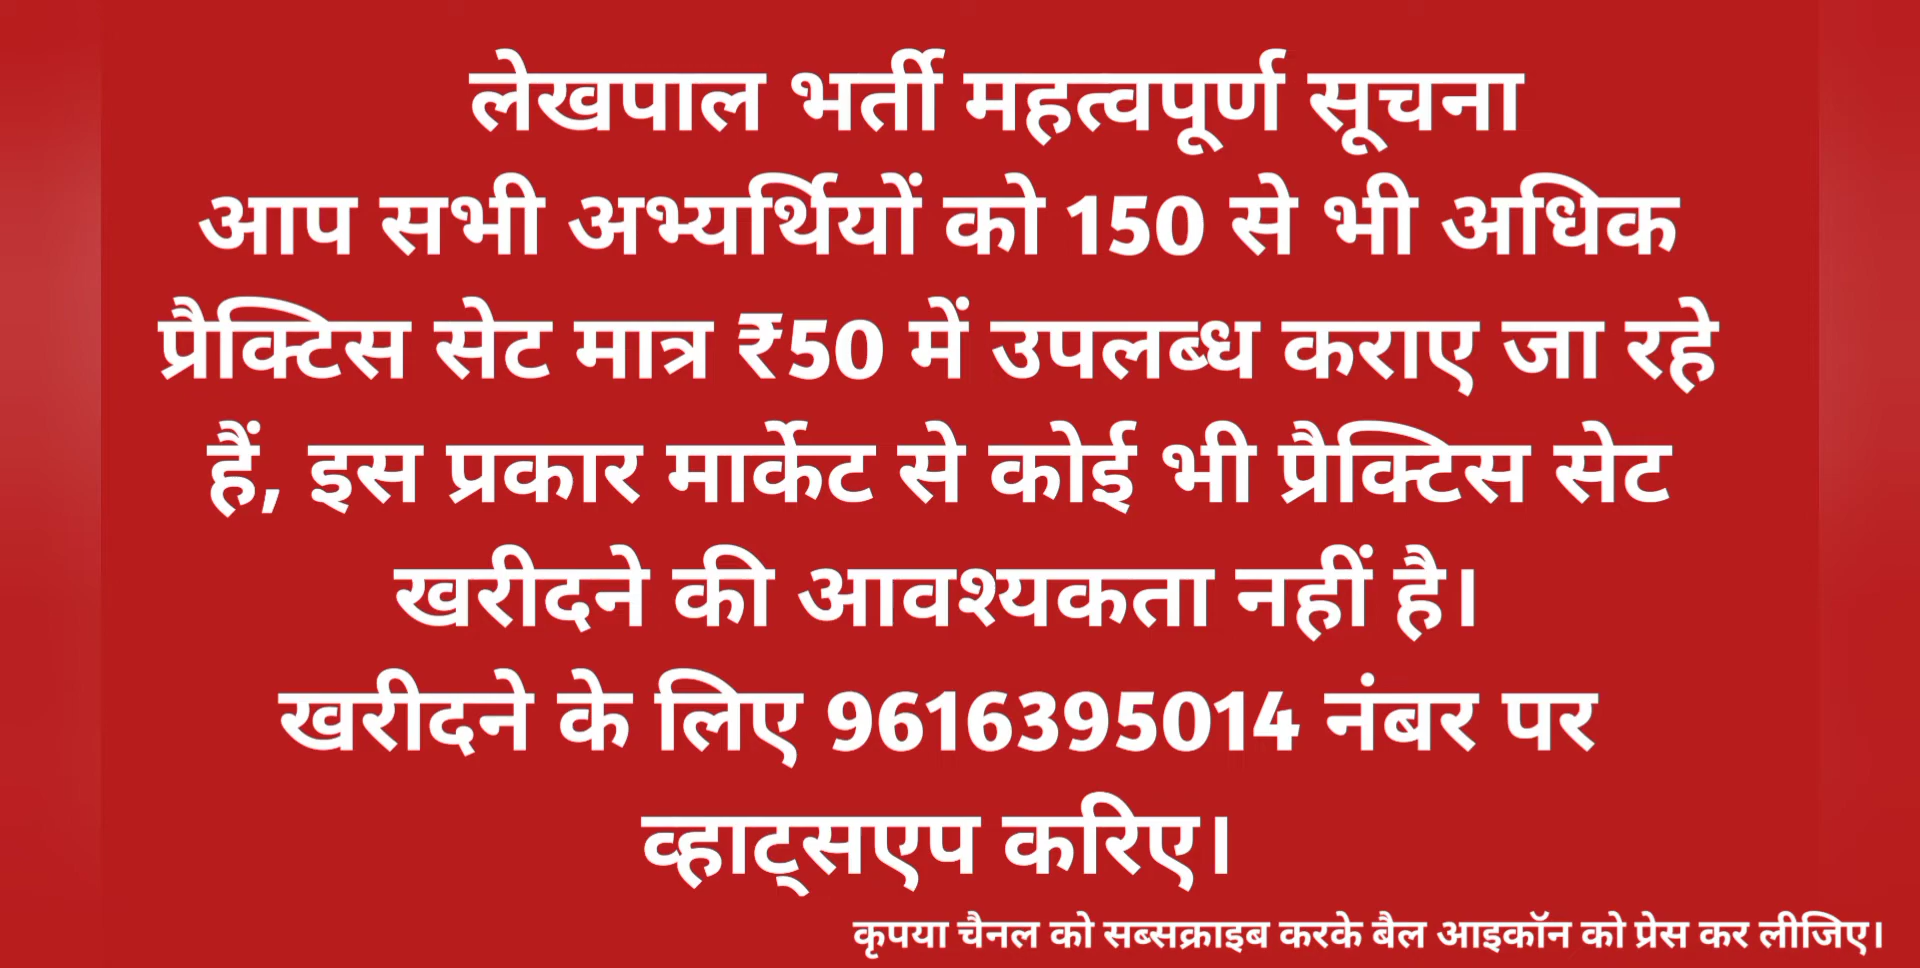 लेखपाल भर्ती महत्वपूर्ण सूचना
आप सभी अभ्यर्थियों को 150 से भी अधिक
प्रैक्टिस सेट मात्र ₹50 में उपलब्ध कराए जा रहे
हैं, इस प्रकार मार्केट से कोई भी प्रैक्टिस सेट
खरीदने की आवश्यकता नहीं है।
खरीदने के लिए 9616395014 नंबर पर
व्हाट्सएप करिए।
कृपया चैनल को सब्सक्राइब करके बैल आइकॉन को प्रेस कर लीजिए।